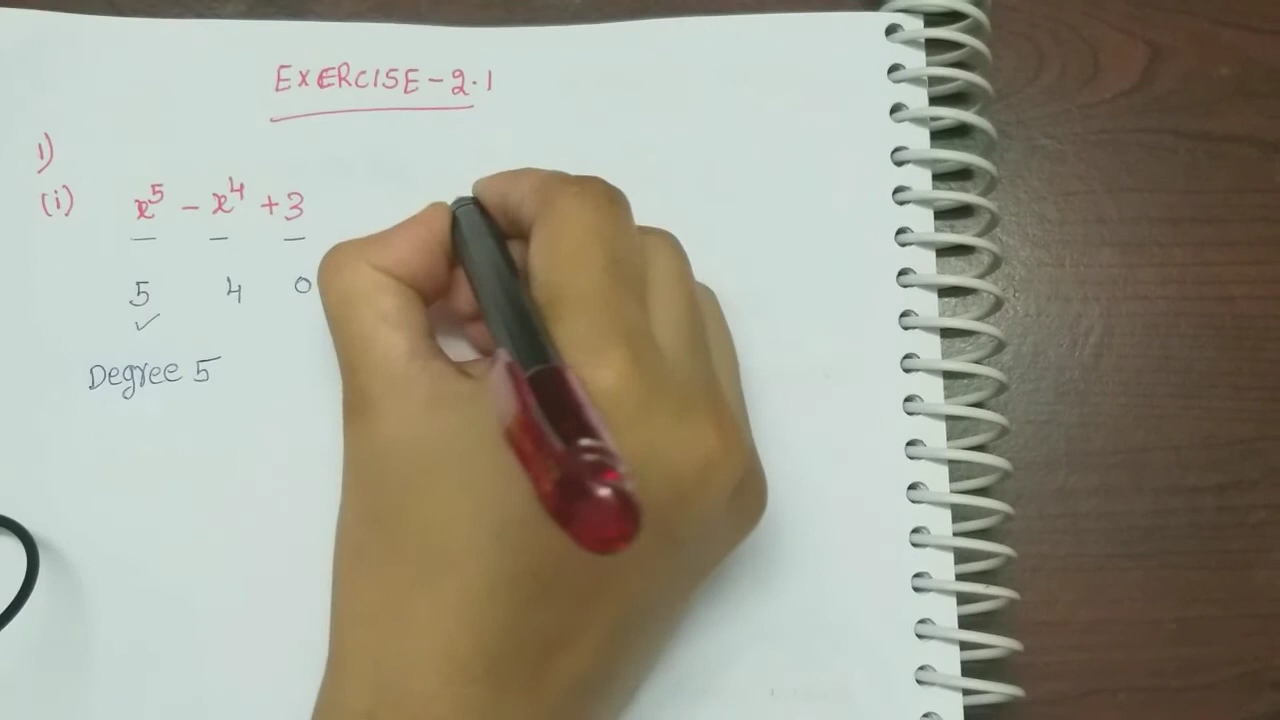 EXERCISE-2.1
1)
(i) x⁵ - x⁴ + 3
5 4 0
✓
Degree 5